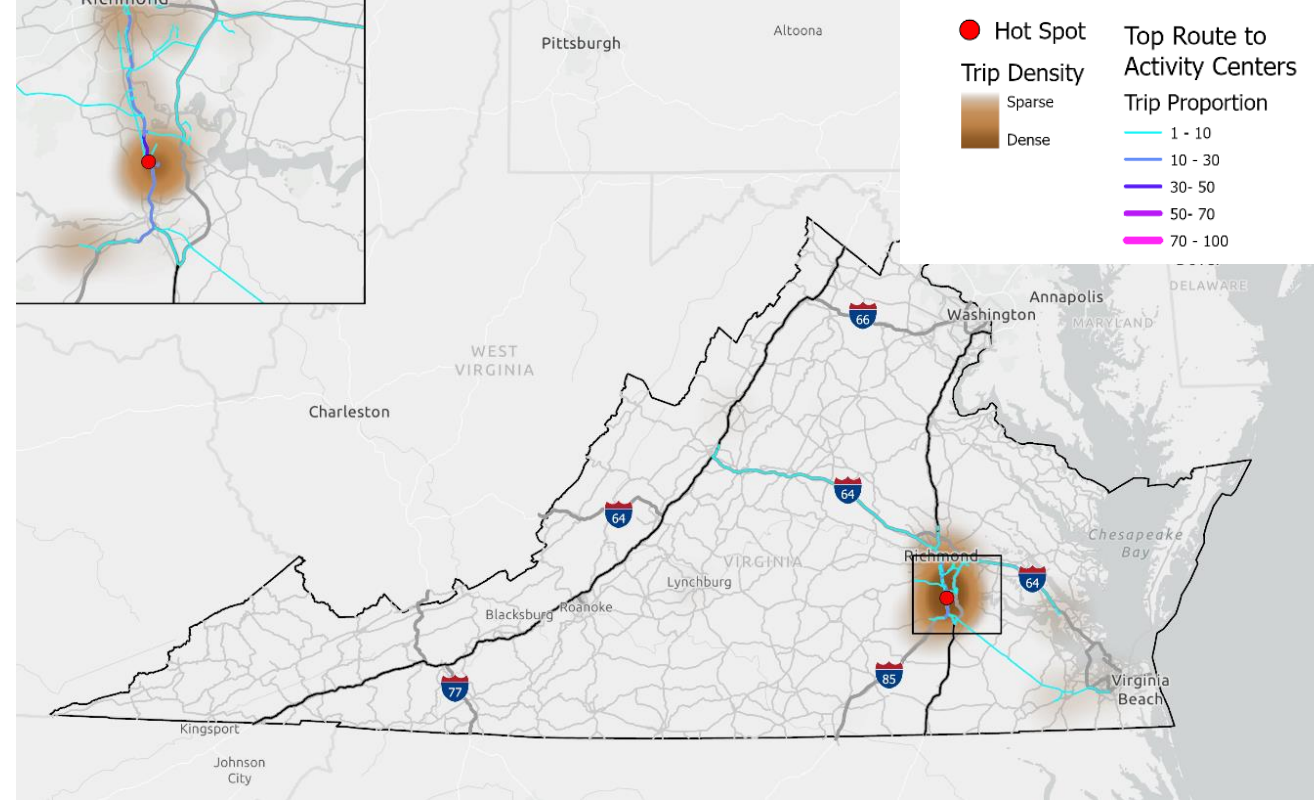 Richmond
Pittsburgh
Altoona
Hot Spot
Trip Density
Sparse
Dense
Top Route to
Activity Centers
Trip Proportion
1 - 10
10 - 30
30- 50
50- 70
70 - 100
DELAWARE
Annapolis
Washington
MARYLAND
66
WEST
VIRGINIA
Charleston
64
64
Chesapeake
Bay
Richmond
VIRGINIA
64
Lynchburg
Blacksburg
Roanoke
85
Virginia
Beach
77
Kingsport
Johnson
City